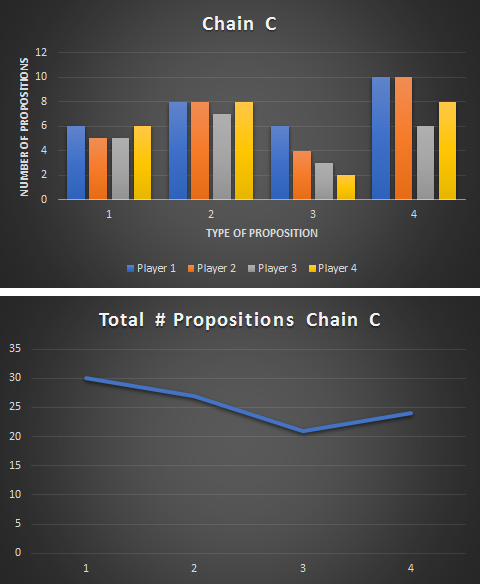 Chain C
NUMBER OF PROPOSITIONS
12
10
8
6
4
2
0
1 2 3 4
TYPE OF PROPOSITION
Player 1 Player 2 Player 3 Player 4
Total # Propositions Chain C
35
30
25
20
15
10
5
0
1 2 3 4